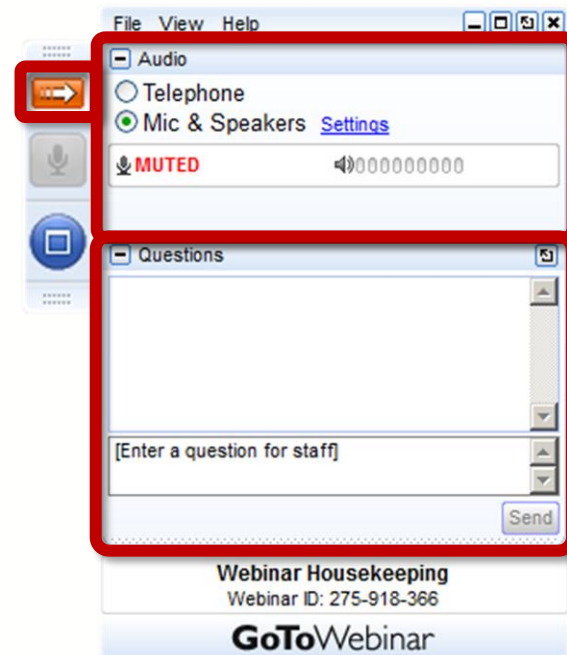 File View Help
Audio
Telephone
Mic & Speakers Settings
MUTED
Questions
[Enter a question for staff]
Send
Webinar Housekeeping
Webinar ID: 275-918-366
GoToWebinar